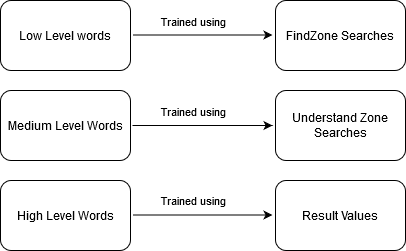 Low Level words
Trained using
FindZone Searches
Medium Level Words
Trained using
Understand Zone
Searches
High Level Words
Trained using
Result Values